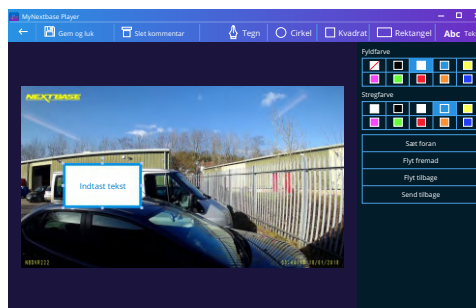 MyNextbase Player
Gem og luk
Slet kommentar
Tegn
Cirkel
Kvadrat
Rektangel
Abc
Fyldfarve
Stregfarve
Sæt foran
Flyt fremad
Flyt tilbage
Send tilbage
NEXTBASE
Indtast tekst